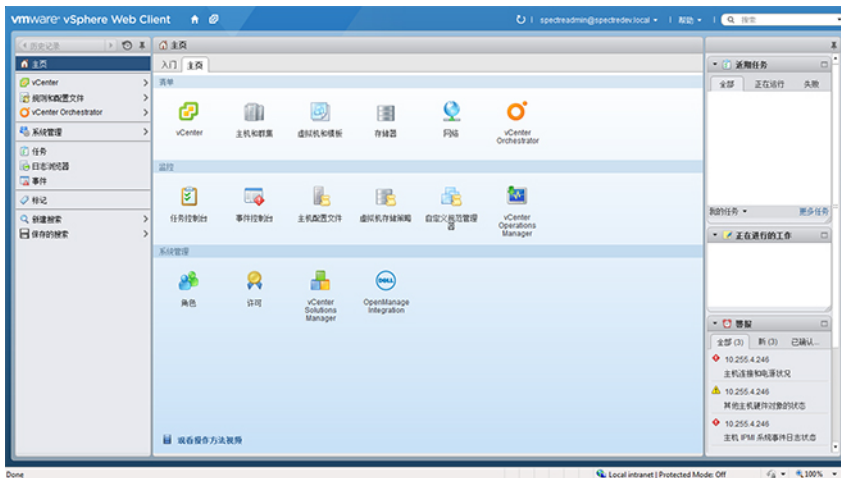 vmware vSphere Web Client
spectreadmin@spectredev.local
帮助
搜索
历史记录
主页
vCenter
规则和配置文件
vCenter Orchestrator
系统管理
任务
日志浏览器
事件
标记
新建搜索
保存的搜索
主页
入门 主页
清单
vCenter
主机和群集
虚拟机和模板
存储器
网络
vCenter Orchestrator
监控
任务控制台
事件控制台
主机配置文件
虚拟机存储策略
自定义规范管理器
vCenter Operations Manager
系统管理
角色
许可
vCenter Solutions Manager
DELL
OpenManage Integration
观看操作方法视频
近期任务
全部 正在运行 失败
我的任务 更多任务
正在进行的工作
警报
全部 (3) 新 (3) 已确认...
10.255.4.246
主机连接和电源状况
10.255.4.246
其他主机硬件对象的状态
10.255.4.246
主机 IPMI 系统事件日志状态
Done
Local intranet | Protected Mode: Off
100%